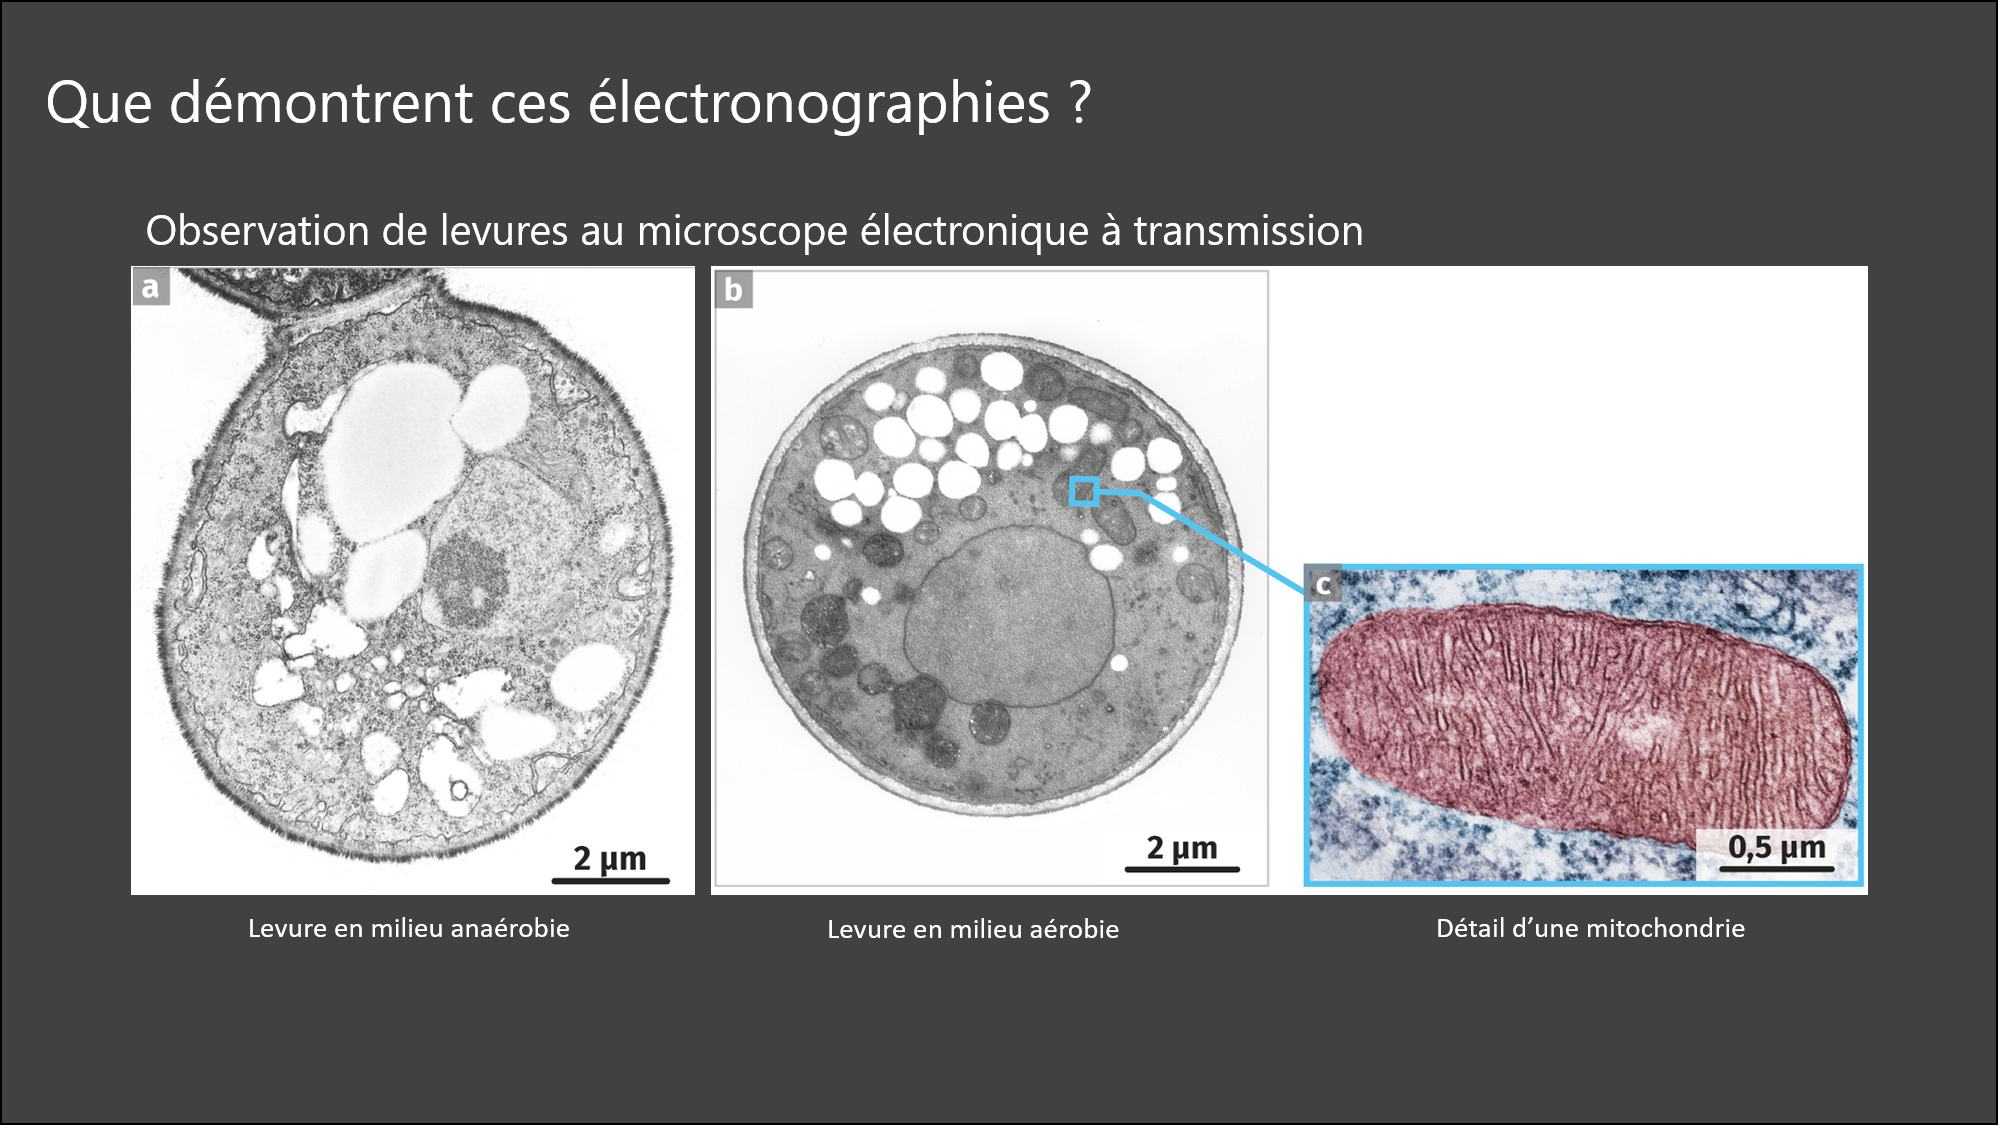 Que démontrent ces électronographies ?
Observation de levures au microscope électronique à transmission
a
b
c
2 µm
2 µm
0,5 µm
Levure en milieu anaérobie
Levure en milieu aérobie
Détail d’une mitochondrie